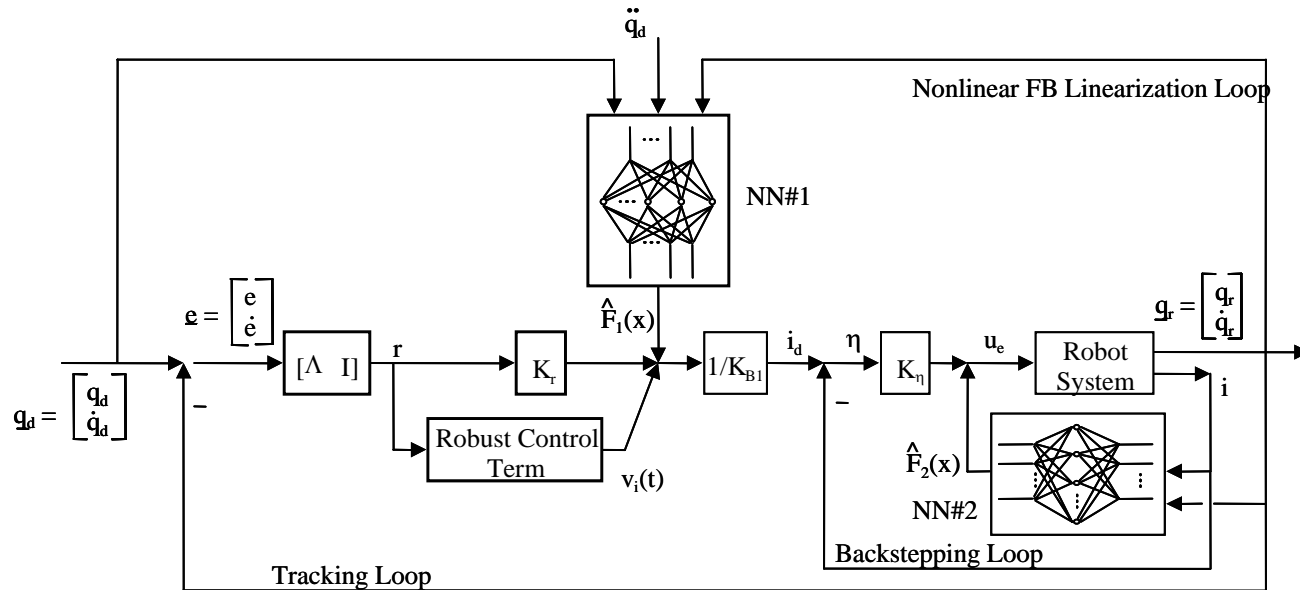 q̈d
Nonlinear FB Linearization Loop
...
NN#1
...
...
e = [e ė]
F̂1(x)
qr = [qr q̇r]
[Λ I]
r
Kr
1/KB1
id
η
Kη
ue
Robot
System
i
−
−
qd = [qd q̇d]
Robust Control
Term
vi(t)
F̂2(x)
NN#2
Backstepping Loop
Tracking Loop